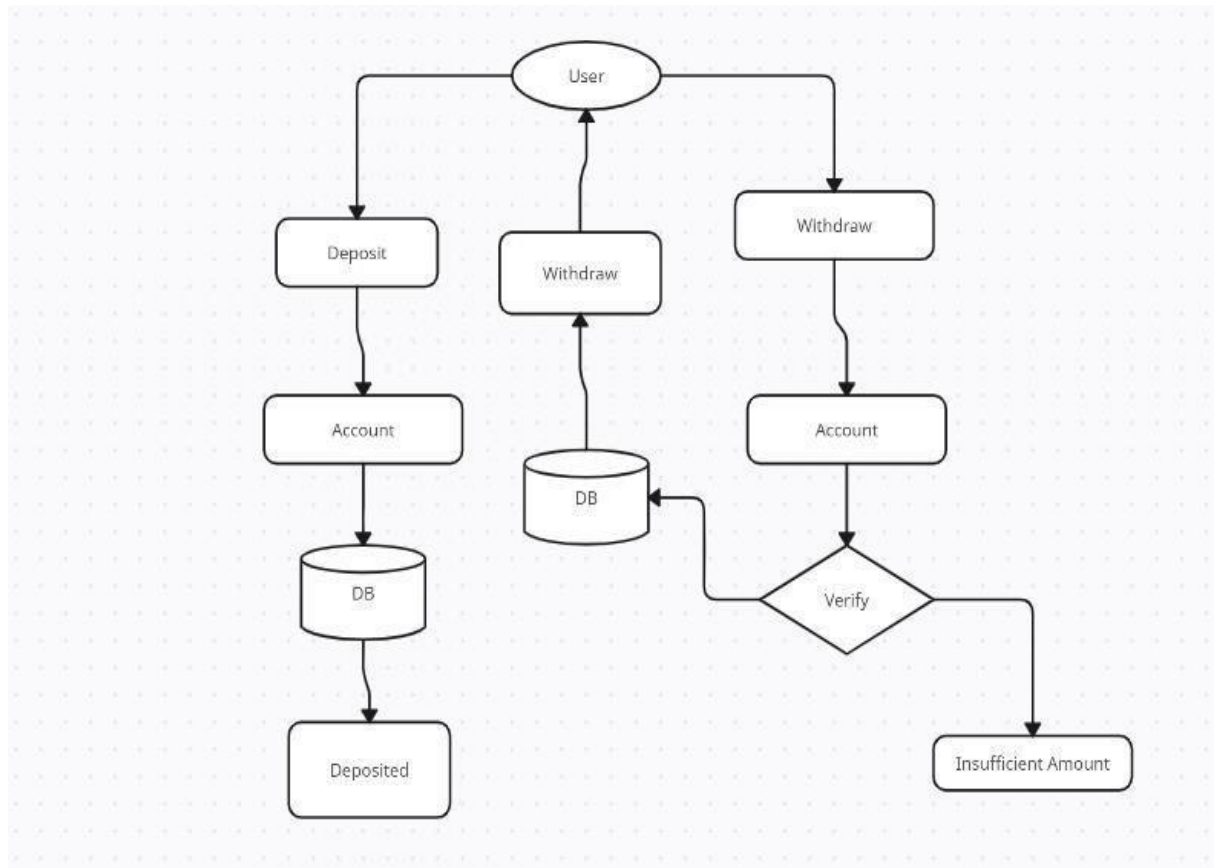 User
Withdraw
Deposit
Withdraw
Account
Account
DB
DB
Verify
Insufficient Amount
Deposited